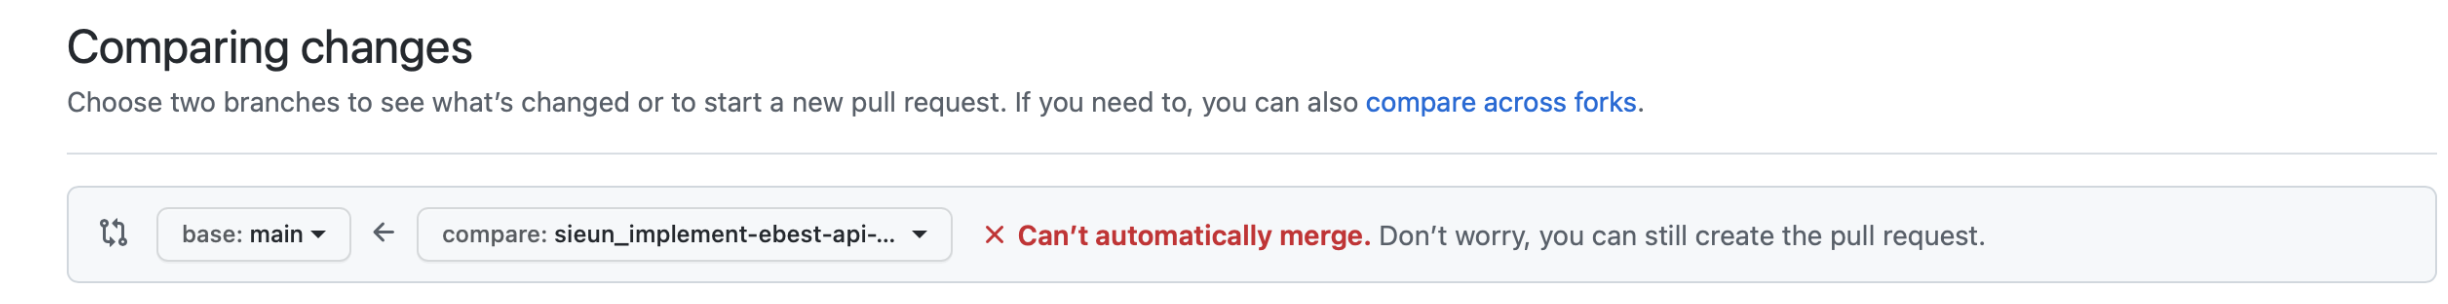 Comparing changes
Choose two branches to see what’s changed or to start a new pull request. If you need to, you can also compare across forks.
base: main compare: sieun_implement-ebest-api-... Can’t automatically merge. Don’t worry, you can still create the pull request.